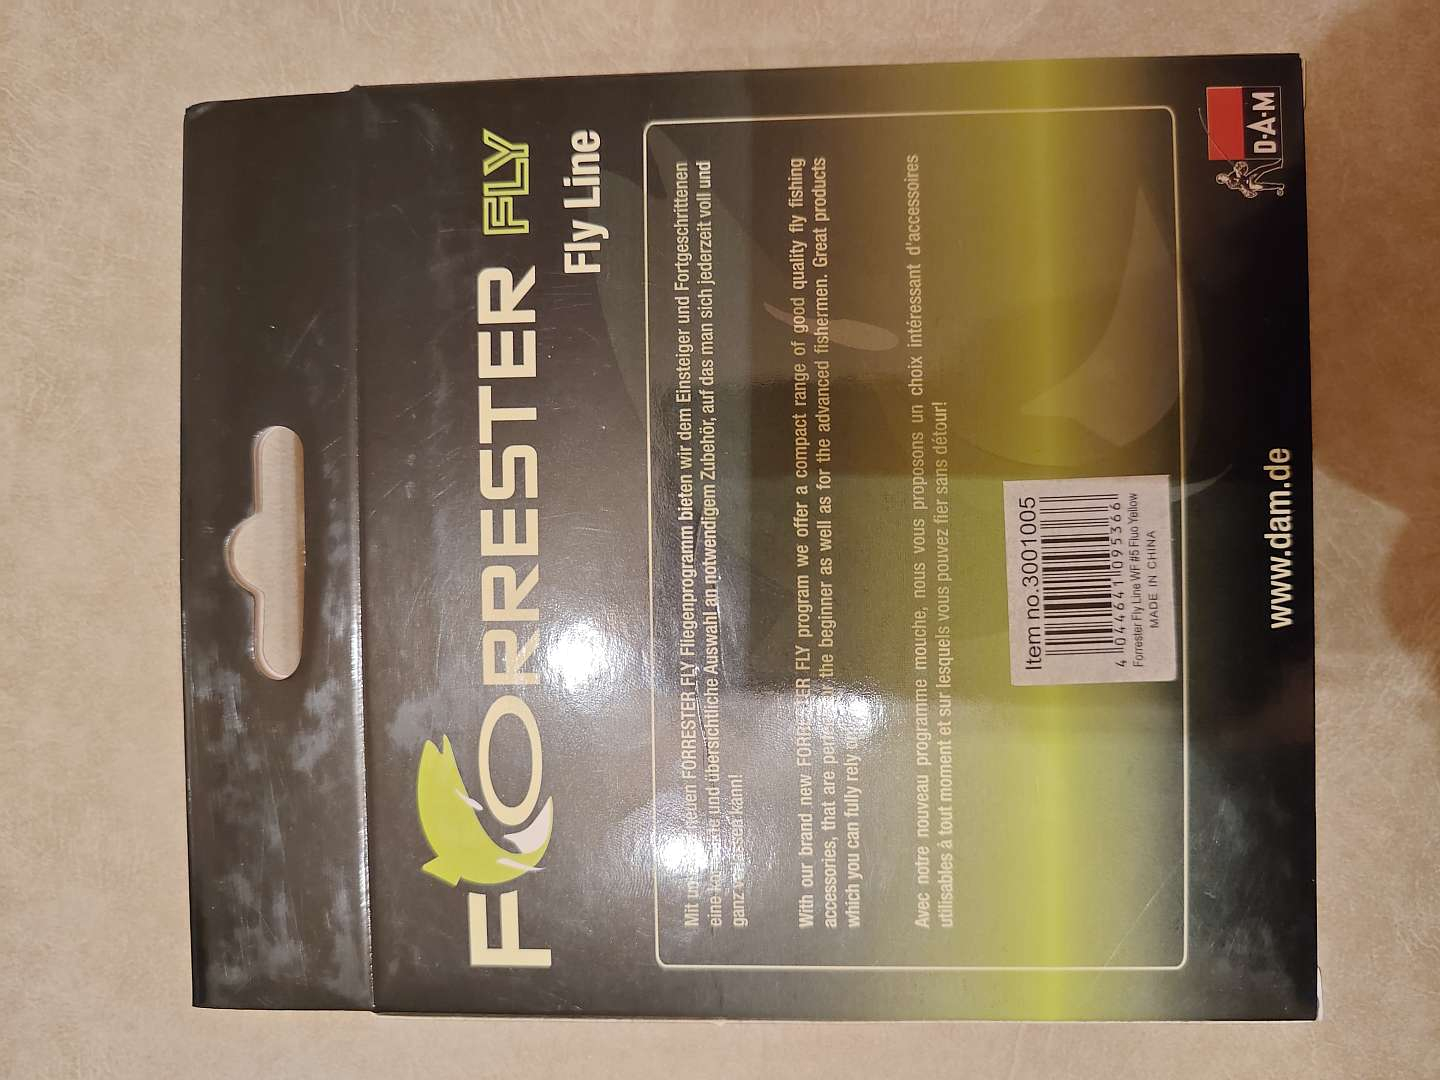 FORRESTER FLY
Fly Line
Mit neuen FORRESTER FLY Fliegenprogramm bieten wir dem Einsteiger und Fortgeschrittenen
eine und übersichtliche Auswahl an notwendigem Zubehör, auf das man sich jederzeit voll und
ganz kann!
With our brand new FORRESTER FLY program we offer a compact range of good quality fly fishing
accessories, that are the beginner as well as for the advanced fishermen. Great products
which you can fully rely
Avec notre nouveau programme mouche, nous vous proposons un choix intéressant d'accessoires
utilisables à tout moment et sur lesquels vous pouvez fier sans détour!
Item no.3001005
4 044641 095366
Forrester Fly Line WF #5 Fluo Yellow
MADE IN CHINA
www.dam.de
D·A·M